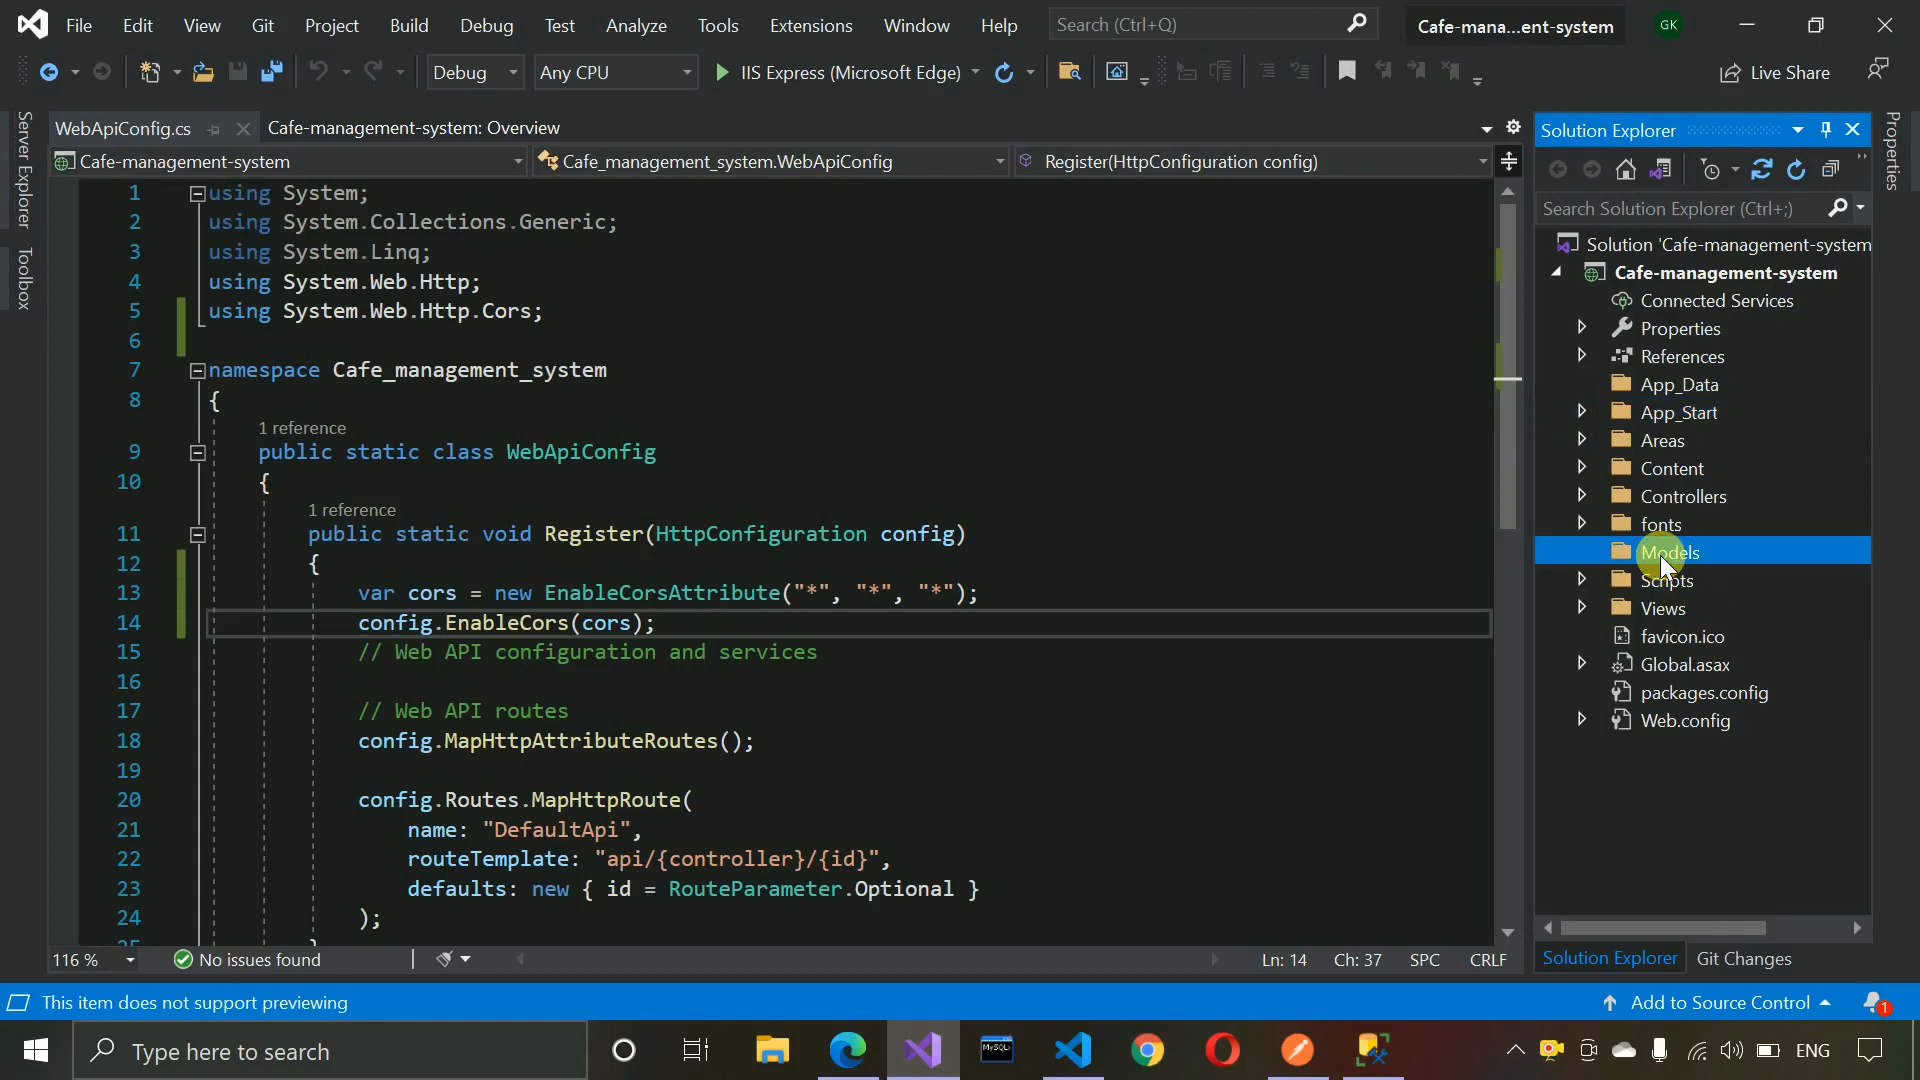 File Edit View Git Project Build Debug Test Analyze Tools Extensions Window Help Search (Ctrl+Q) Cafe-mana...ent-system GK
Debug Any CPU IIS Express (Microsoft Edge) Live Share
Server Explorer
Toolbox
WebApiConfig.cs Cafe-management-system: Overview
Cafe-management-system Cafe_management_system.WebApiConfig Register(HttpConfiguration config)
1 using System;
2 using System.Collections.Generic;
3 using System.Linq;
4 using System.Web.Http;
5 using System.Web.Http.Cors;
6
7 namespace Cafe_management_system
8 {
1 reference
9 public static class WebApiConfig
10 {
1 reference
11 public static void Register(HttpConfiguration config)
12 {
13 var cors = new EnableCorsAttribute("*", "*", "*");
14 config.EnableCors(cors);
15 // Web API configuration and services
16
17 // Web API routes
18 config.MapHttpAttributeRoutes();
19
20 config.Routes.MapHttpRoute(
21 name: "DefaultApi",
22 routeTemplate: "api/{controller}/{id}",
23 defaults: new { id = RouteParameter.Optional }
24 );
25 }
116 % No issues found Ln: 14 Ch: 37 SPC CRLF
Solution Explorer
Search Solution Explorer (Ctrl+;)
Solution 'Cafe-management-system
Cafe-management-system
Connected Services
Properties
References
App_Data
App_Start
Areas
Content
Controllers
fonts
Models
Scripts
Views
favicon.ico
Global.asax
packages.config
Web.config
Solution Explorer Git Changes
Properties
This item does not support previewing Add to Source Control 1
Type here to search MySQL ENG